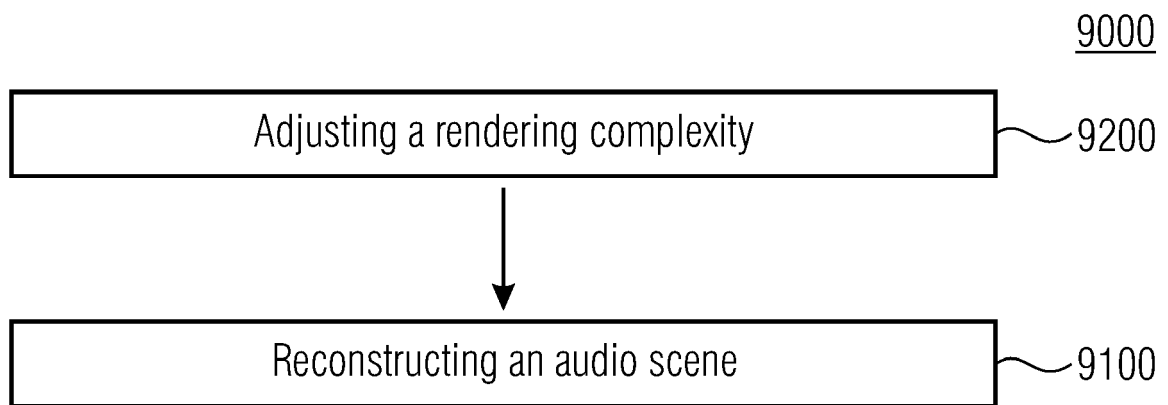 9000
Adjusting a rendering complexity
9200
Reconstructing an audio scene
9100